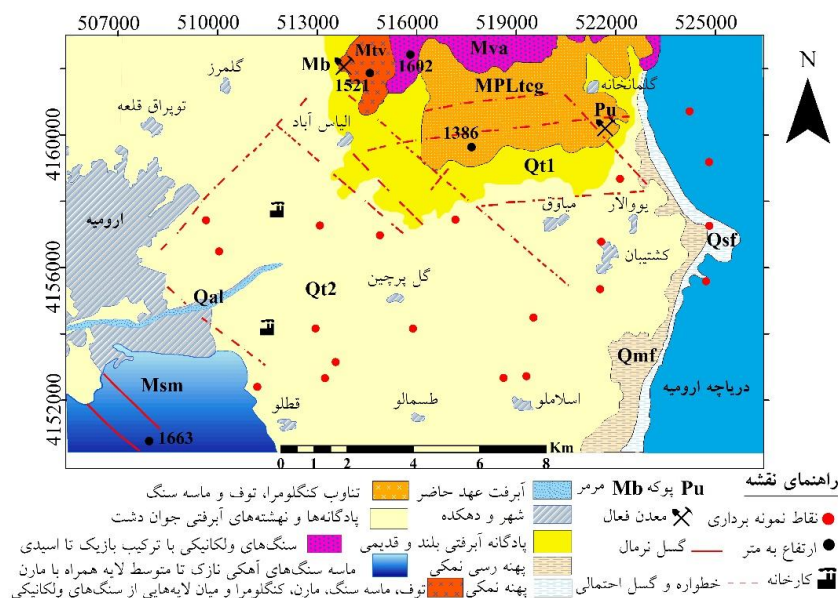 507000 510000 513000 516000 519000 522000 525000
N
4160000
4156000
4152000
گلمرز
توپراق قلعه
الیاس آباد
Mb
Mtv
1521
1602
Mva
MPLtcg
1386
گلمانخانه
Pu
Qt1
ارومیه
میاوق
یووالار
کشتیبان
Qsf
گل پرچین
Qal
Qt2
Qmf
دریاچه ارومیه
Msm
1663
قطلو
طسمالو
اسلاملو
Km
0 1 2 4 6 8
راهنمای نقشه
نقاط نمونه برداری
ارتفاع به متر
کارخانه
Pu پوکه
Mb مرمر
معدن فعال
گسل نرمال
خطواره و گسل احتمالی
آبرفت عهد حاضر
شهر و دهکده
پادگانه آبرفتی بلند و قدیمی
پهنه رسی نمکی
پهنه نمکی
تناوب کنگلومرا، توف و ماسه سنگ
پادگانه‌ها و نهشته‌های آبرفتی جوان دشت
سنگ‌های ولکانیکی با ترکیب بازیک تا اسیدی
ماسه سنگ‌های آهکی نازک تا متوسط لایه همراه با مارن
توف، ماسه سنگ، مارن، کنگلومرا و میان لایه‌هایی از سنگ‌های ولکانیکی